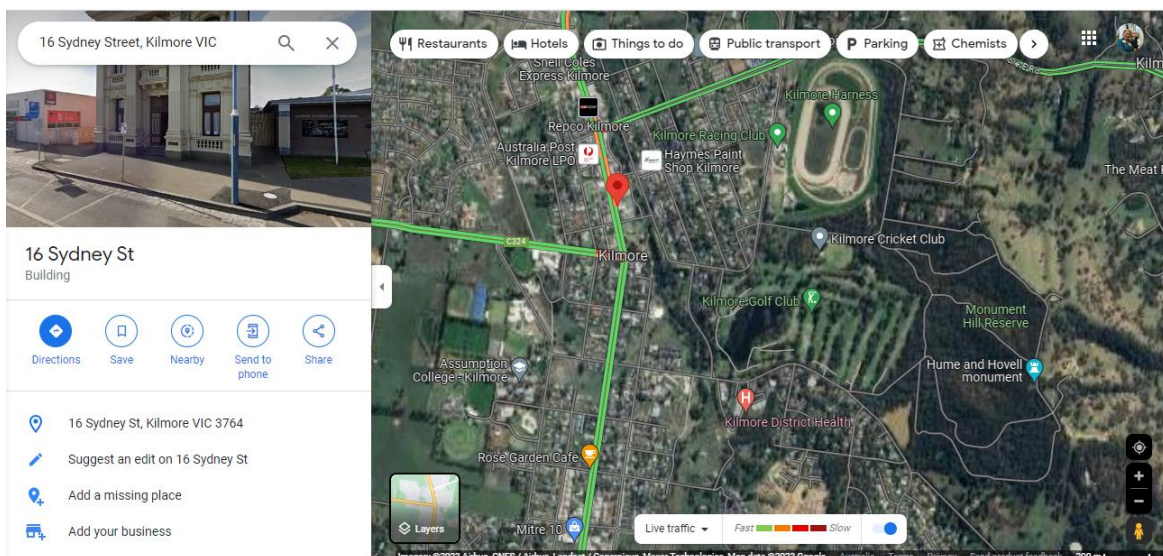 16 Sydney Street, Kilmore VIC
Restaurants
Hotels
Things to do
Public transport
Parking
Chemists
Shell Coles
Express Kilmore
Repco Kilmore
Australia Post
- Kilmore LPO
Haymes Paint
Shop Kilmore
Kilmore Harness
Kilmore Racing Club
The Meat
Kilm
C324
Kilmore
Kilmore Cricket Club
Kilmore Golf Club
Monument
Hill Reserve
Hume and Hovell
monument
Assumption
College - Kilmore
Kilmore District Health
H
Rose Garden Cafe
Mitre 10
16 Sydney St
Building
Directions
Save
Nearby
Send to
phone
Share
16 Sydney St, Kilmore VIC 3764
Suggest an edit on 16 Sydney St
Add a missing place
Add your business
Layers
Live traffic
Fast
Slow